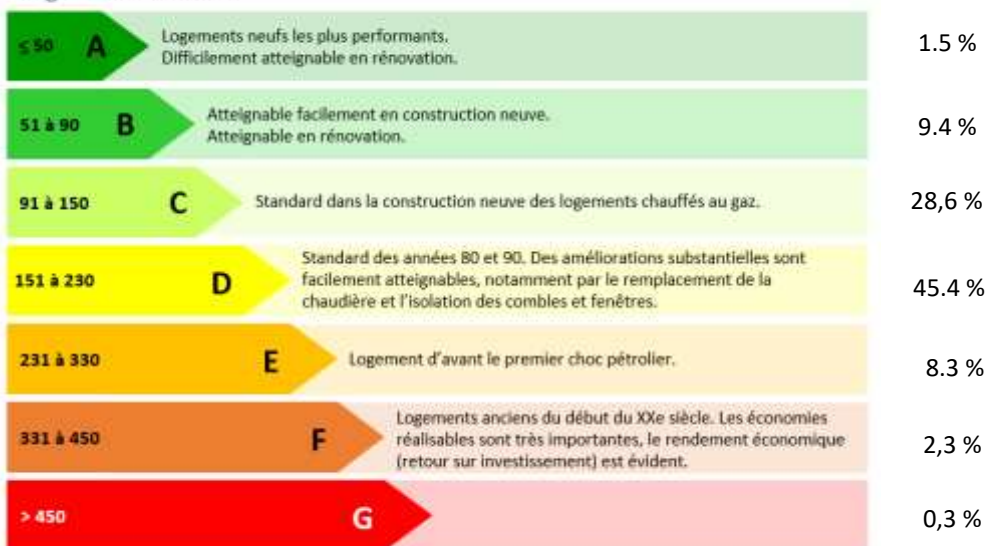 ≤ 50 A Logements neufs les plus performants.
Difficilement atteignable en rénovation.
1.5 %
51 à 90 B Atteignable facilement en construction neuve.
Atteignable en rénovation.
9.4 %
91 à 150 C Standard dans la construction neuve des logements chauffés au gaz.
28,6 %
151 à 230 D Standard des années 80 et 90. Des améliorations substantielles sont
facilement atteignables, notamment par le remplacement de la
chaudière et l'isolation des combles et fenêtres.
45.4 %
231 à 330 E Logement d'avant le premier choc pétrolier.
8.3 %
331 à 450 F Logements anciens du début du XXe siècle. Les économies
réalisables sont très importantes, le rendement économique
(retour sur investissement) est évident.
2,3 %
> 450 G
0,3 %